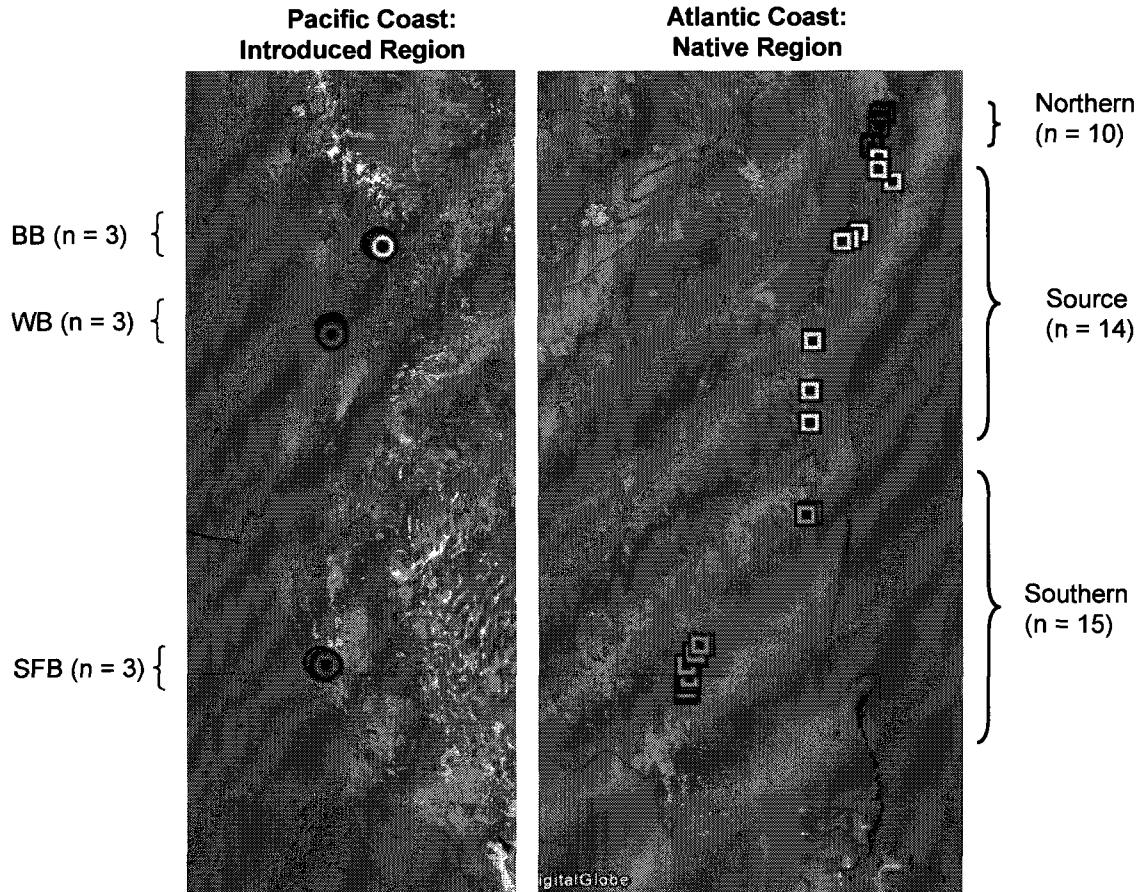 Pacific Coast:
Introduced Region
Atlantic Coast:
Native Region
BB (n = 3)
WB (n = 3)
SFB (n = 3)
Northern
(n = 10)
Source
(n = 14)
Southern
(n = 15)
igitalGlobe